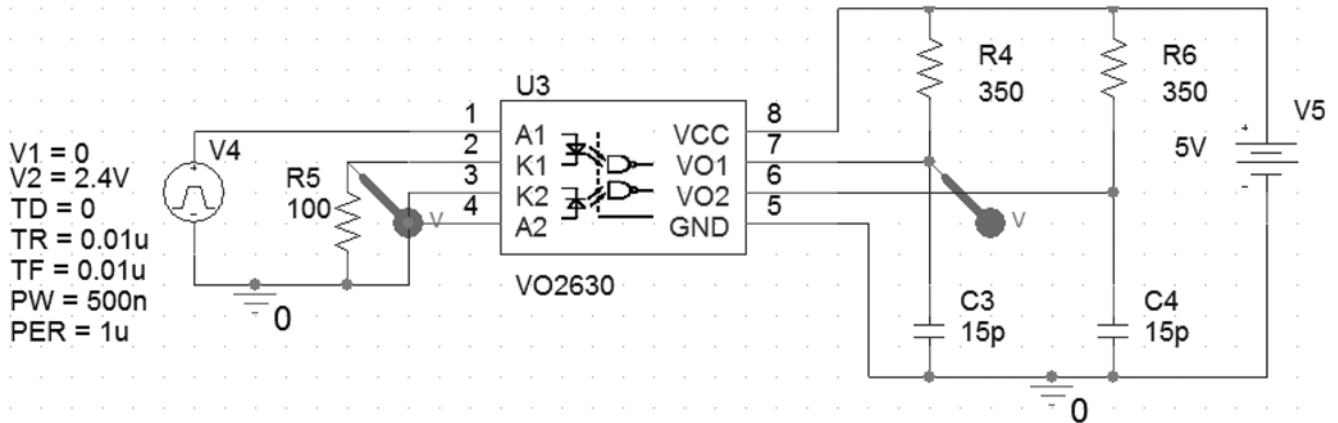 V1 = 0
V2 = 2.4V
TD = 0
TR = 0.01u
TF = 0.01u
PW = 500n
PER = 1u
V4
+
-
R5
100
V
0
U3
1
2
3
4
A1
K1
K2
A2
VCC
VO1
VO2
GND
8
7
6
5
VO2630
R4
350
R6
350
V
C3
15p
C4
15p
0
V5
5V
+
-